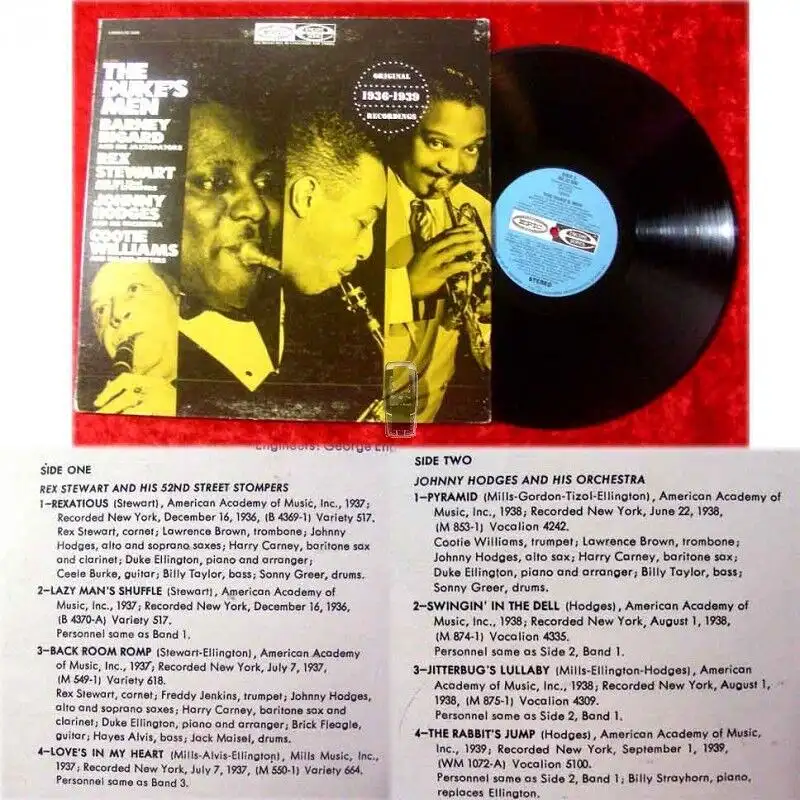 THE
DUKE'S
MEN
BARNEY
BIGARD
AND HIS JAZZOPATERS
REX
STEWART
JOHNNY
HODGES
COOTIE
WILLIAMS
ORIGINAL
1936-1939
RECORDINGS
EPIC
STEREO
Engineers: George
SIDE ONE
REX STEWART AND HIS 52ND STREET STOMPERS
1—REXATIOUS (Stewart), American Academy of Music, Inc., 1937;
Recorded New York, December 16, 1936, (B 4369-1) Variety 517.
Rex Stewart, cornet; Lawrence Brown, trombone; Johnny
Hodges, alto and soprano saxes; Harry Carney, baritone sax
and clarinet; Duke Ellington, piano and arranger;
Ceele Burke, guitar; Billy Taylor, bass; Sonny Greer, drums.
2—LAZY MAN'S SHUFFLE (Stewart), American Academy of
Music, Inc., 1937; Recorded New York, December 16, 1936,
(B 4370-A) Variety 517.
Personnel same as Band 1.
3—BACK ROOM ROMP (Stewart-Ellington), American Academy
of Music, Inc., 1937; Recorded New York, July 7, 1937,
(M 549-1) Variety 618.
Rex Stewart, cornet; Freddy Jenkins, trumpet; Johnny Hodges,
alto and soprano saxes; Harry Carney, baritone sax and
clarinet; Duke Ellington, piano and arranger; Brick Fleagle,
guitar; Hayes Alvis, bass; Jack Maisel, drums.
4—LOVE'S IN MY HEART (Mills-Alvis-Ellington), Mills Music, Inc.,
1937; Recorded New York, July 7, 1937, (M 550-1) Variety 664.
Personnel same as Band 3.
SIDE TWO
JOHNNY HODGES AND HIS ORCHESTRA
1—PYRAMID (Mills-Gordon-Tizol-Ellington), American Academy of
Music, Inc., 1938; Recorded New York, June 22, 1938,
(M 853-1) Vocalion 4242.
Cootie Williams, trumpet; Lawrence Brown, trombone;
Johnny Hodges, alto sax; Harry Carney, baritone sax;
Duke Ellington, piano and arranger; Billy Taylor, bass;
Sonny Greer, drums.
2—SWINGIN' IN THE DELL (Hodges), American Academy of
Music, Inc., 1938; Recorded New York, August 1, 1938,
(M 874-1) Vocalion 4335.
Personnel same as Side 2, Band 1.
3—JITTERBUG'S LULLABY (Mills-Ellington-Hodges), American
Academy of Music, Inc., 1938; Recorded New York, August 1,
1938, (M 875-1) Vocalion 4309.
Personnel same as Side 2, Band 1.
4—THE RABBIT'S JUMP (Hodges), American Academy of Music,
Inc., 1939; Recorded New York, September 1, 1939,
(WM 1072-A) Vocalion 5100.
Personnel same as Side 2, Band 1; Billy Strayhorn, piano,
replaces Ellington.